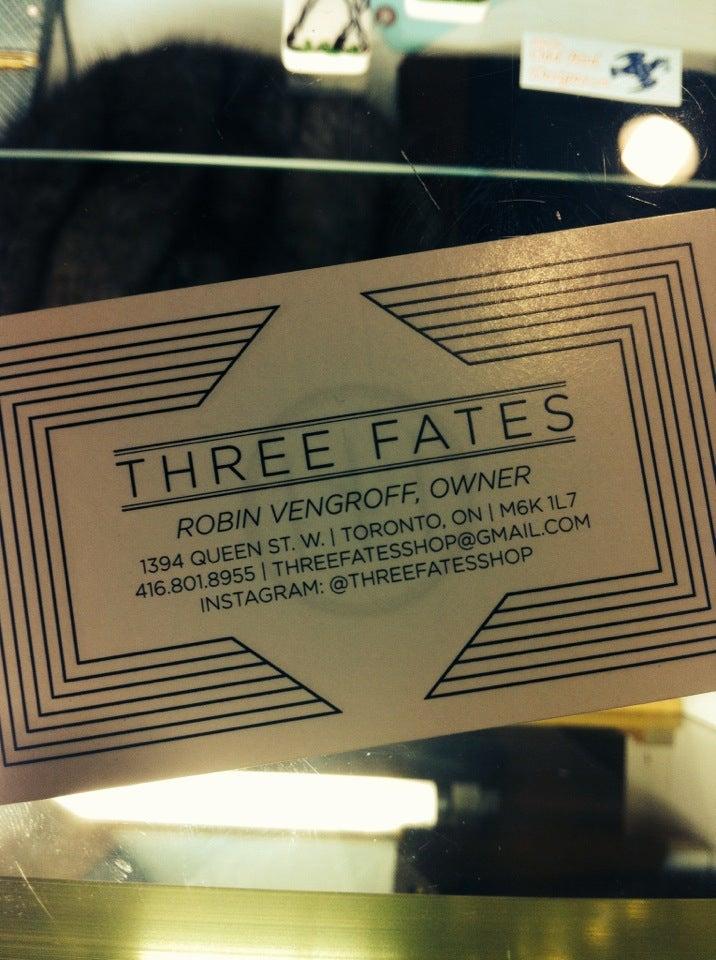 THREE FATES
ROBIN VENGROFF, OWNER
1394 QUEEN ST. W. | TORONTO, ON | M6K 1L7
416.801.8955 | THREEFATESSHOP@GMAIL.COM
INSTAGRAM: @THREEFATESSHOP